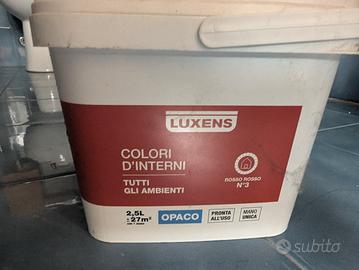 LUXENS
COLORI
D'INTERNI
TUTTI
GLI AMBIENTI
ROSSO ROSSO
N°3
2,5L
± 27m²
OPACO
PRONTA
ALL'USO
MANO
UNICA
subito